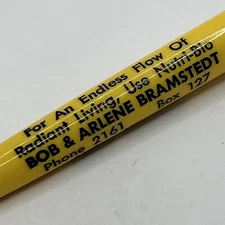 For An Endless Flow Of
Radiant Living, Use Nutri-Bio
BOB & ARLENE BRAMSTEDT
Phone 2161 Box 127